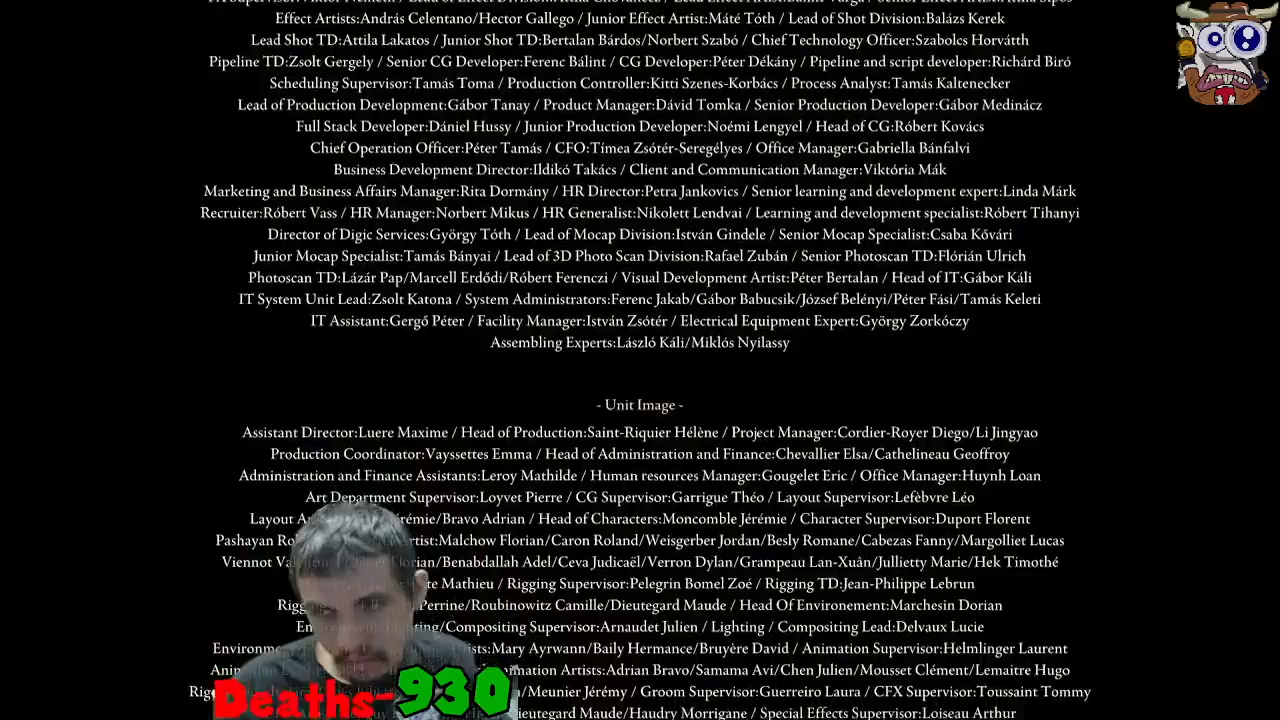 Effect Artists:András Celentano/Hector Gallego / Junior Effect Artist:Máté Tóth / Lead of Shot Division:Balázs Kerek
Lead Shot TD:Attila Lakatos / Junior Shot TD:Bertalan Bárdos/Norbert Szabó / Chief Technology Officer:Szabolcs Horvátth
Pipeline TD:Zsolt Gergely / Senior CG Developer:Ferenc Bálint / CG Developer:Péter Dékány / Pipeline and script developer:Richárd Biró
Scheduling Supervisor:Tamás Toma / Production Controller:Kitti Szenes-Korbács / Process Analyst:Tamás Kaltenecker
Lead of Production Development:Gábor Tanay / Product Manager:Dávid Tomka / Senior Production Developer:Gábor Medinácz
Full Stack Developer:Dániel Hussy / Junior Production Developer:Noémi Lengyel / Head of CG:Róbert Kovács
Chief Operation Officer:Péter Tamás / CFO:Tímea Zsótér-Seregélyes / Office Manager:Gabriella Bánfalvi
Business Development Director:Ildikó Takács / Client and Communication Manager:Viktória Mák
Marketing and Business Affairs Manager:Rita Dormány / HR Director:Petra Jankovics / Senior learning and development expert:Linda Márk
Recruiter:Róbert Vass / HR Manager:Norbert Mikus / HR Generalist:Nikolett Lendvai / Learning and development specialist:Róbert Tihanyi
Director of Digic Services:György Tóth / Lead of Mocap Division:István Gindele / Senior Mocap Specialist:Csaba Kővári
Junior Mocap Specialist:Tamás Bányai / Lead of 3D Photo Scan Division:Rafael Zubán / Senior Photoscan TD:Flórián Ulrich
Photoscan TD:Lázár Pap/Marcell Erdődi/Róbert Ferenczi / Visual Development Artist:Péter Bertalan / Head of IT:Gábor Káli
IT System Unit Lead:Zsolt Katona / System Administrators:Ferenc Jakab/Gábor Babucsik/József Belényi/Péter Fási/Tamás Keleti
IT Assistant:Gergő Péter / Facility Manager:István Zsótér / Electrical Equipment Expert:György Zorkóczy
Assembling Experts:László Káli/Miklós Nyilassy
- Unit Image -
Assistant Director:Luere Maxime / Head of Production:Saint-Riquier Hélène / Project Manager:Cordier-Royer Diego/Li Jingyao
Production Coordinator:Vayssettes Emma / Head of Administration and Finance:Chevallier Elsa/Cathelineau Geoffroy
Administration and Finance Assistants:Leroy Mathilde / Human resources Manager:Gougelet Eric / Office Manager:Huynh Loan
Art Department Supervisor:Loyvet Pierre / CG Supervisor:Garrigue Théo / Layout Supervisor:Lefèbvre Léo
Layout /Bravo Adrian / Head of Characters:Moncomble Jérémie / Character Supervisor:Duport Florent
Pashayan :Malchow Florian/Caron Roland/Weisgerber Jordan/Besly Romane/Cabezas Fanny/Margolliet Lucas
Viennot /Benabdallah Adel/Ceva Judicaël/Verron Dylan/Grampeau Lan-Xuân/Jullietty Marie/Hek Timothé
Mathieu / Rigging Supervisor:Pelegrin Bomel Zoé / Rigging TD:Jean-Philippe Lebrun
Perrine/Roubinowitz Camille/Dieutegard Maude / Head Of Environement:Marchesin Dorian
Supervisor:Arnaudet Julien / Lighting / Compositing Lead:Delvaux Lucie
:Mary Ayrwann/Baily Hermance/Bruyère David / Animation Supervisor:Helmlinger Laurent
Artists:Adrian Bravo/Samama Avi/Chen Julien/Mousset Clément/Lemaitre Hugo
/Meunier Jérémy / Groom Supervisor:Guerreiro Laura / CFX Supervisor:Toussaint Tommy
Deaths-930
Maude/Haudry Morrigane / Special Effects Supervisor:Loiseau Arthur